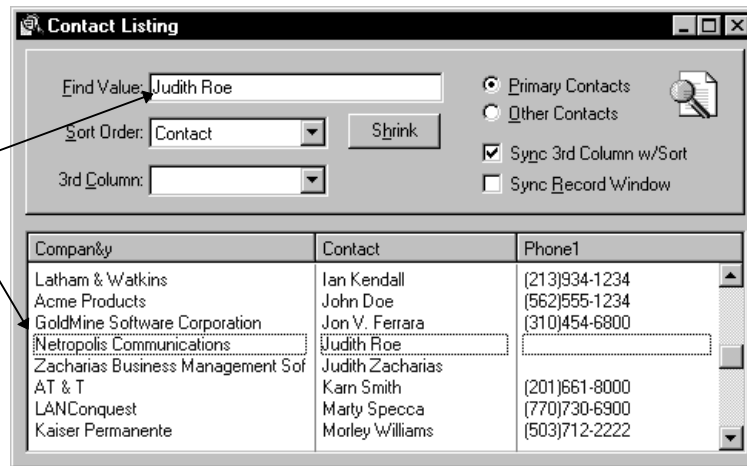 Contact Listing
Find Value: Judith Roe
Primary Contacts
Other Contacts
Sort Order: Contact
Shrink
Sync 3rd Column w/Sort
3rd Column:
Sync Record Window
Compan&y Contact Phone1
Latham & Watkins Ian Kendall (213)934-1234
Acme Products John Doe (562)555-1234
GoldMine Software Corporation Jon V. Ferrara (310)454-6800
Netropolis Communications Judith Roe
Zacharias Business Management Sof Judith Zacharias
AT & T Karn Smith (201)661-8000
LANConquest Marty Specca (770)730-6900
Kaiser Permanente Morley Williams (503)712-2222